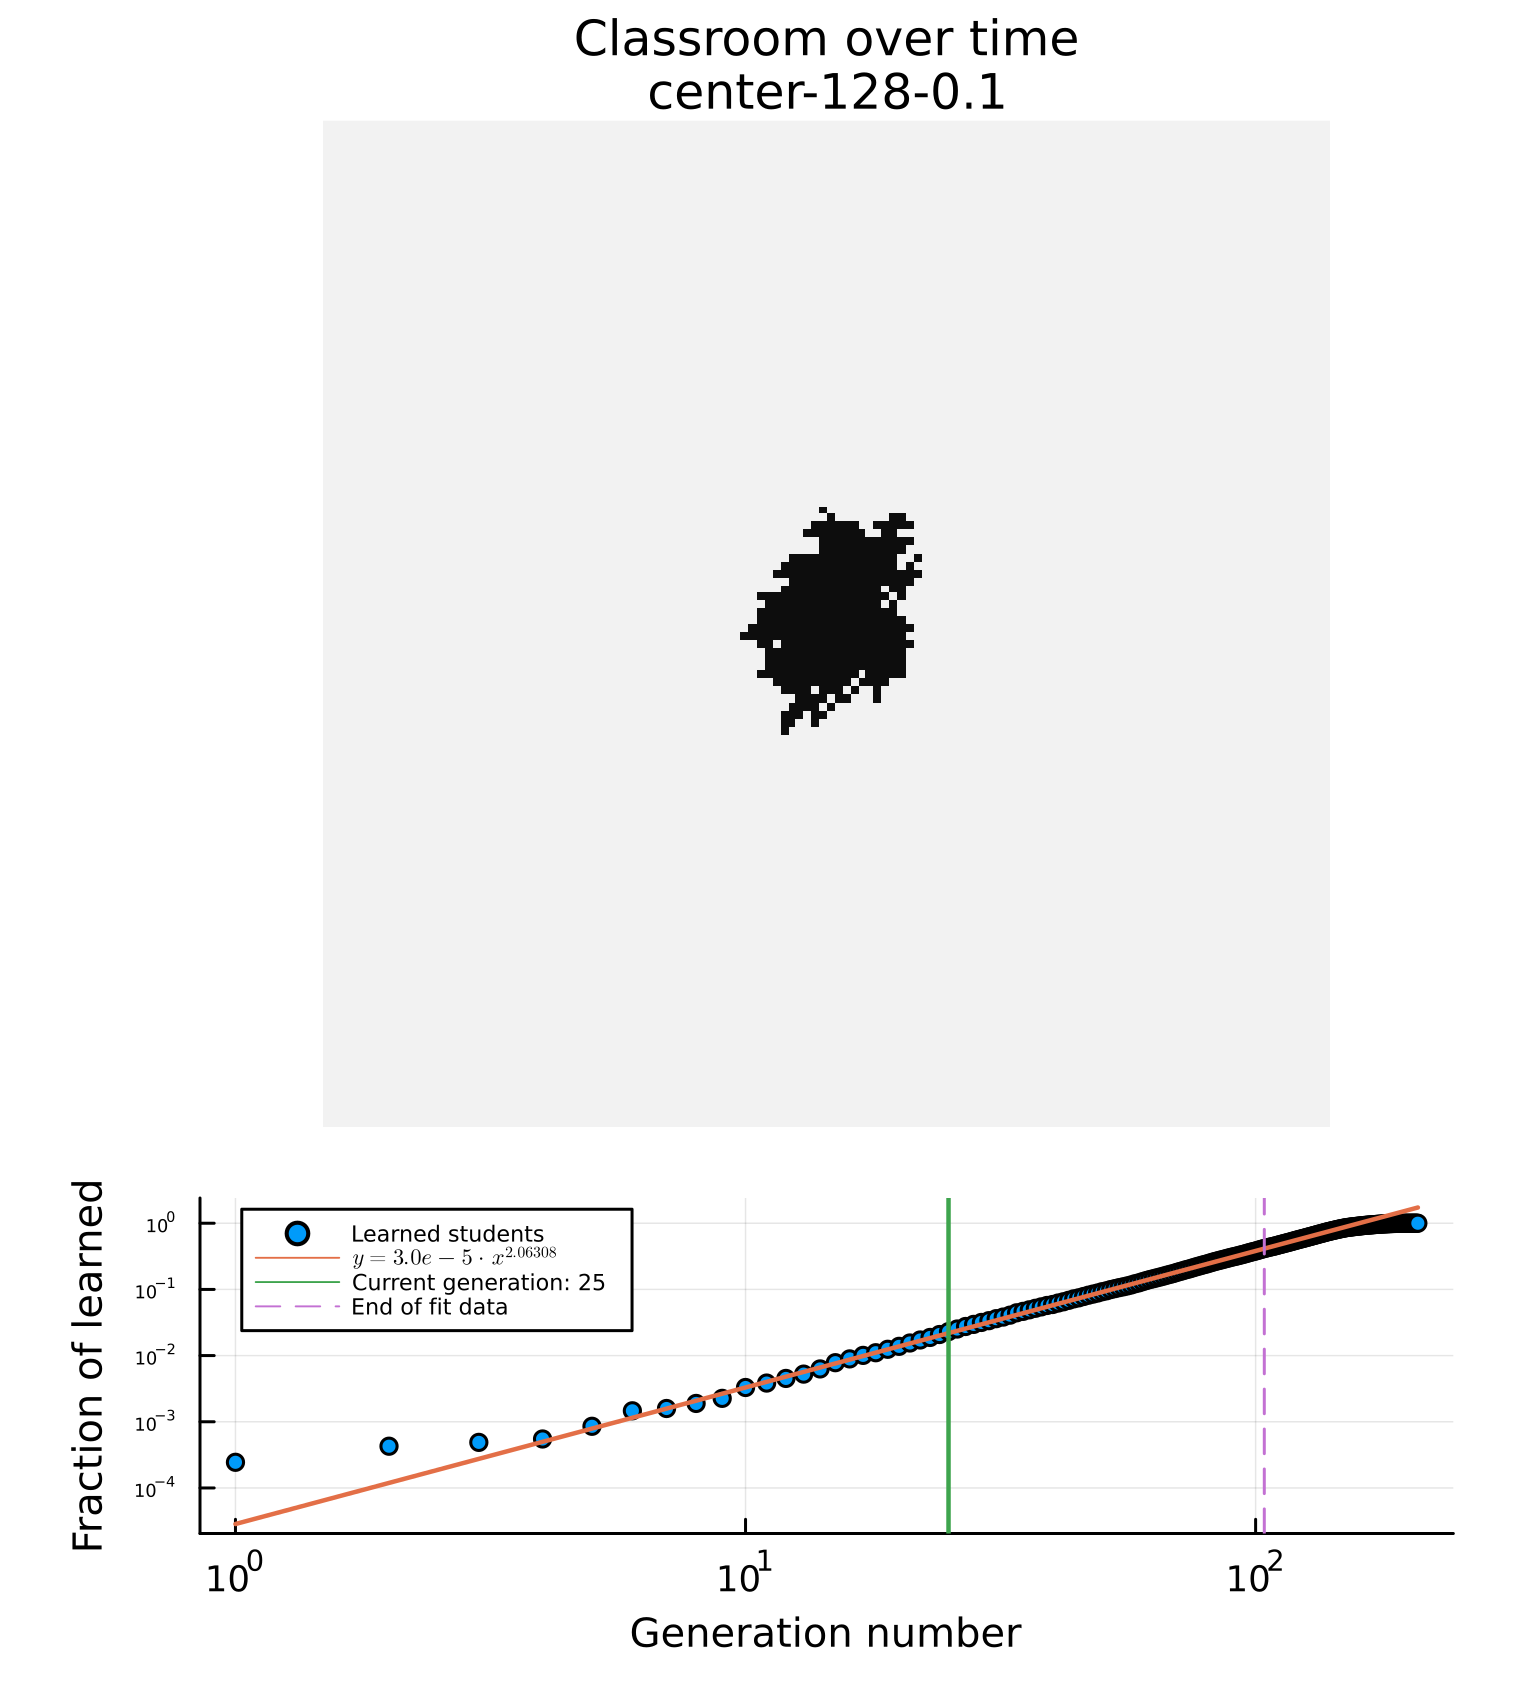 Classroom over time
center-128-0.1
Fraction of learned
10^0
10^−1
10^−2
10^−3
10^−4
Learned students
y = 3.0e − 5 · x^2.06308
Current generation: 25
End of fit data
10^0 10^1 10^2
Generation number